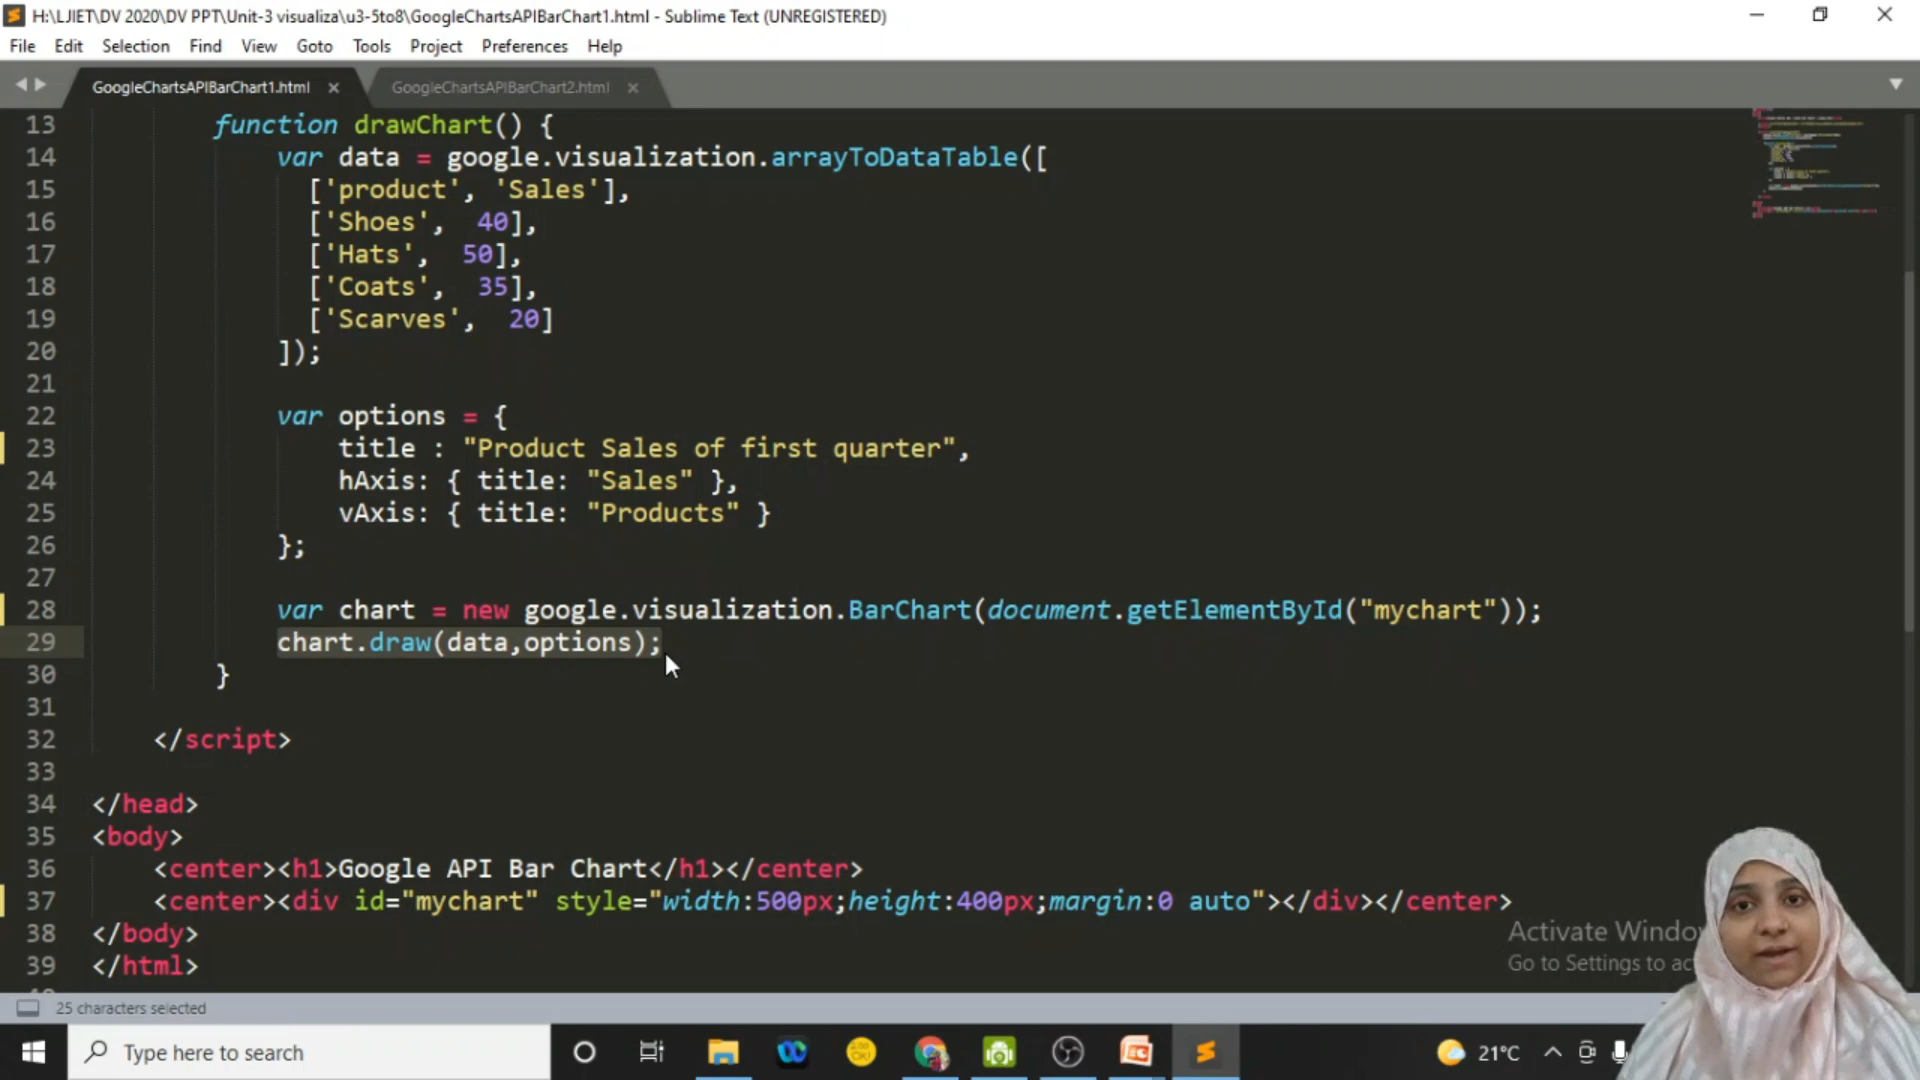 H:\LJIET\DV 2020\DV PPT\Unit-3 visualiza\u3-5to8\GoogleChartsAPIBarChart1.html - Sublime Text (UNREGISTERED)
File Edit Selection Find View Goto Tools Project Preferences Help
GoogleChartsAPIBarChart1.html GoogleChartsAPIBarChart2.html
13 function drawChart() {
14 var data = google.visualization.arrayToDataTable([
15 ['product', 'Sales'],
16 ['Shoes', 40],
17 ['Hats', 50],
18 ['Coats', 35],
19 ['Scarves', 20]
20 ]);
21
22 var options = {
23 title : "Product Sales of first quarter",
24 hAxis: { title: "Sales" },
25 vAxis: { title: "Products" }
26 };
27
28 var chart = new google.visualization.BarChart(document.getElementById("mychart"));
29 chart.draw(data,options);
30 }
31
32 </script>
33
34 </head>
35 <body>
36 <center><h1>Google API Bar Chart</h1></center>
37 <center><div id="mychart" style="width:500px;height:400px;margin:0 auto"></div></center>
38 </body>
39 </html>
Activate Windo
Go to Settings to ac
25 characters selected
Type here to search
21°C